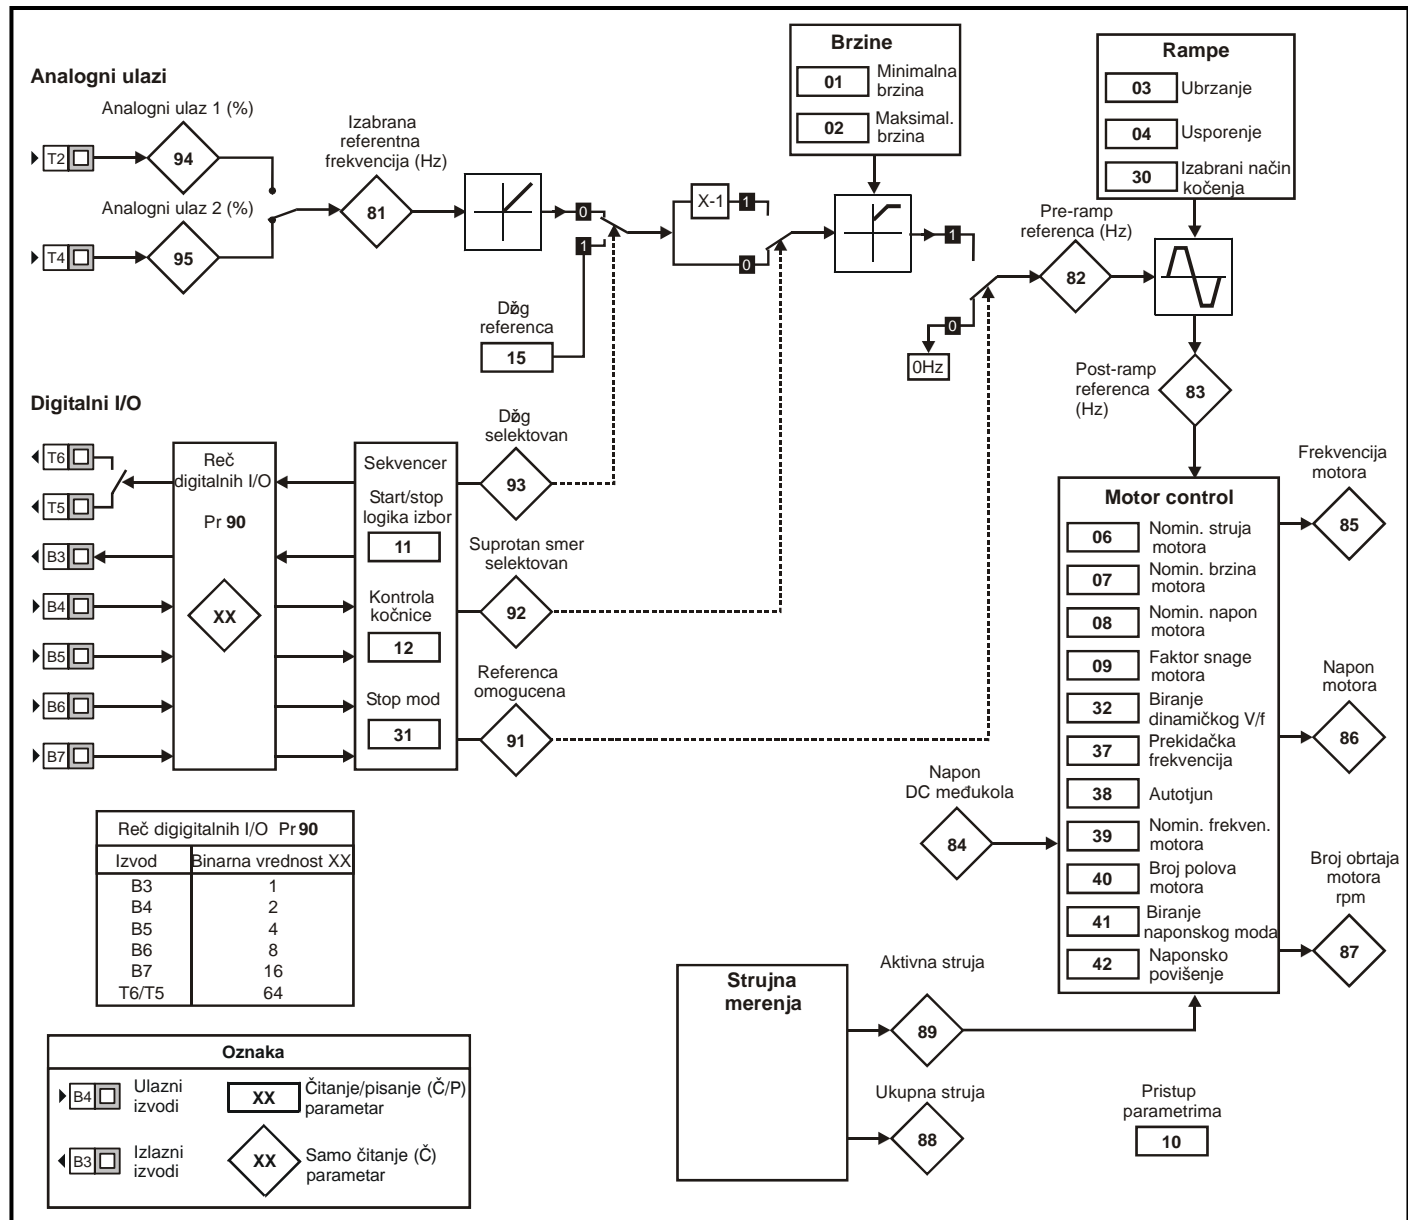 Brzine
01 Minimalna
brzina
02 Maksimal.
brzina
Rampe
03 Ubrzanje
04 Usporenje
30 Izabrani način
kočenja
Analogni ulazi
Analogni ulaz 1 (%)
T2
94
Analogni ulaz 2 (%)
T4
95
Izabrana
referentna
frekvencija (Hz)
81
0
1
X-1
1
0
1
0
0Hz
Pre-ramp
referenca (Hz)
82
Post-ramp
referenca
(Hz)
83
referenca
15
Digitalni I/O
T6
T5
B3
B4
B5
B6
B7
Reč
digitalnih I/O
Pr 90
XX
Sekvencer
Start/stop
logika izbor
11
Kontrola
kočnice
12
Stop mod
31
selektovan
93
Suprotan smer
selektovan
92
Referenca
omogucena
91
Motor control
06 Nomin. struja
motora
07 Nomin. brzina
motora
08 Nomin. napon
motora
09 Faktor snage
motora
32 Biranje
dinamičkog V/f
37 Prekidačka
frekvencija
38 Autotjun
39 Nomin. frekven.
motora
40 Broj polova
motora
41 Biranje
naponskog moda
42 Naponsko
povišenje
Frekvencija
motora
85
Napon
motora
86
Broj obrtaja
motora
rpm
87
Napon
DC međukola
84
Reč digigitalnih I/O Pr 90
Izvod Binarna vrednost XX
B3 1
B4 2
B5 4
B6 8
B7 16
T6/T5 64
Strujna
merenja
Aktivna struja
89
Ukupna struja
88
Pristup
parametrima
10
Oznaka
B4 Ulazni
izvodi
XX Čitanje/pisanje (Č/P)
parametar
B3 Izlazni
izvodi
XX Samo čitanje (Č)
parametar